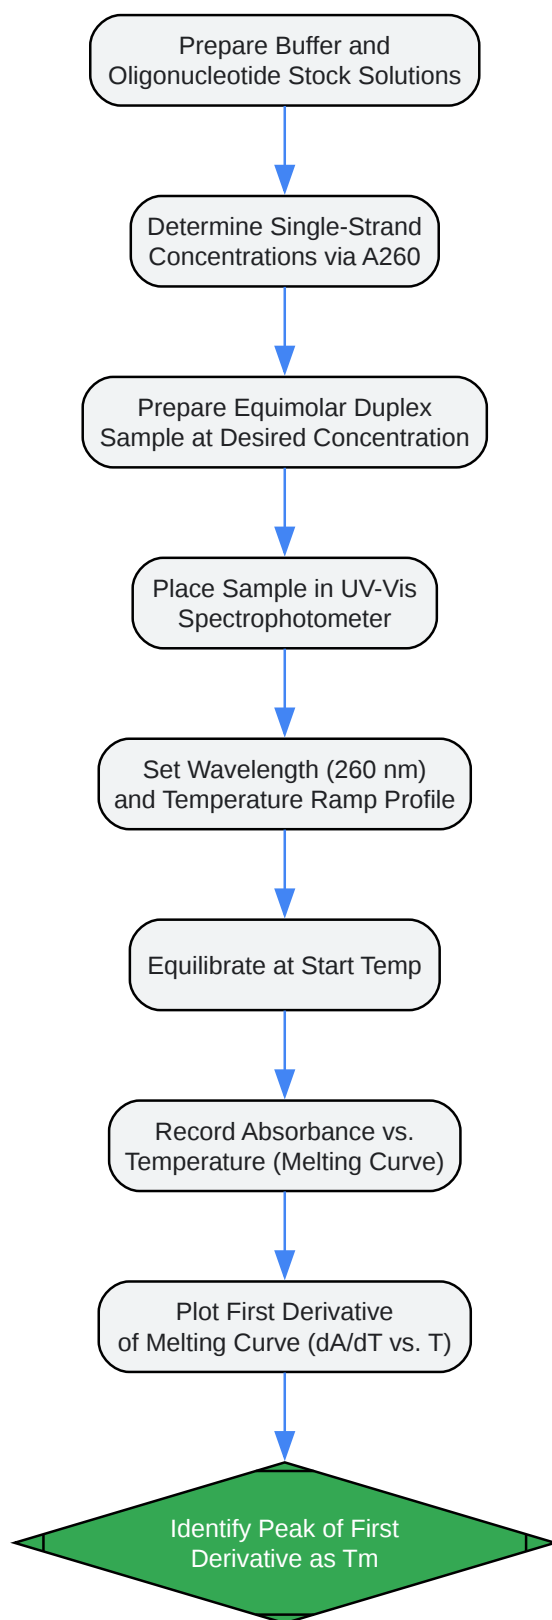 Prepare Buffer and
Oligonucleotide Stock Solutions
Determine Single-Strand
Concentrations via A260
Prepare Equimolar Duplex
Sample at Desired Concentration
Place Sample in UV-Vis
Spectrophotometer
Set Wavelength (260 nm)
and Temperature Ramp Profile
Equilibrate at Start Temp
Record Absorbance vs.
Temperature (Melting Curve)
Plot First Derivative
of Melting Curve (dA/dT vs. T)
Identify Peak of First
Derivative as Tm